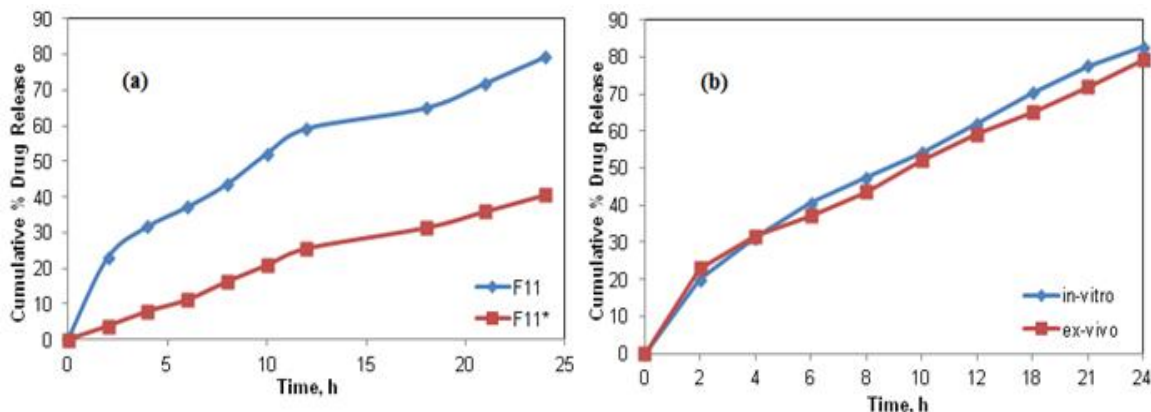 Cumulative % Drug Release
90
80
70
60
50
40
30
20
10
0
(a)
F11
F11*
0 5 10 15 20 25
Time, h
Cumulative % Drug Release
90
80
70
60
50
40
30
20
10
0
(b)
in-vitro
ex-vivo
0 2 4 6 8 10 12 18 21 24
Time, h